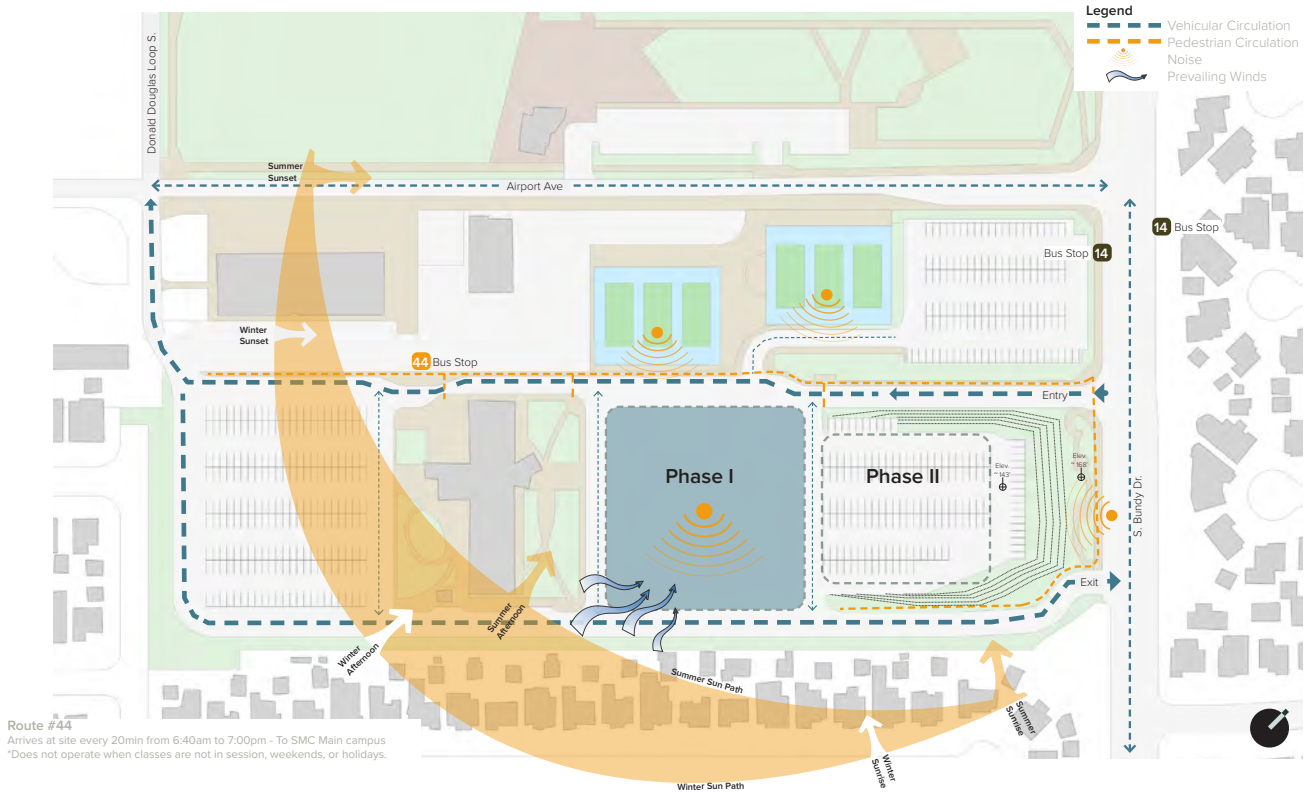 Legend
Vehicular Circulation
Pedestrian Circulation
Noise
Prevailing Winds
Donald Douglas Loop S.
Summer
Sunset
Airport Ave
14 Bus Stop
Bus Stop 14
Winter
Sunset
44 Bus Stop
Entry
Phase I
Phase II
Elev.
~ 143'
Elev.
~ 168'
S. Bundy Dr.
Exit
Summer
Afternoon
Winter
Afternoon
Summer Sun Path
Summer
Sunrise
Winter
Sunrise
Winter Sun Path
Route #44
Arrives at site every 20min from 6:40am to 7:00pm - To SMC Main campus
*Does not operate when classes are not in session, weekends, or holidays.